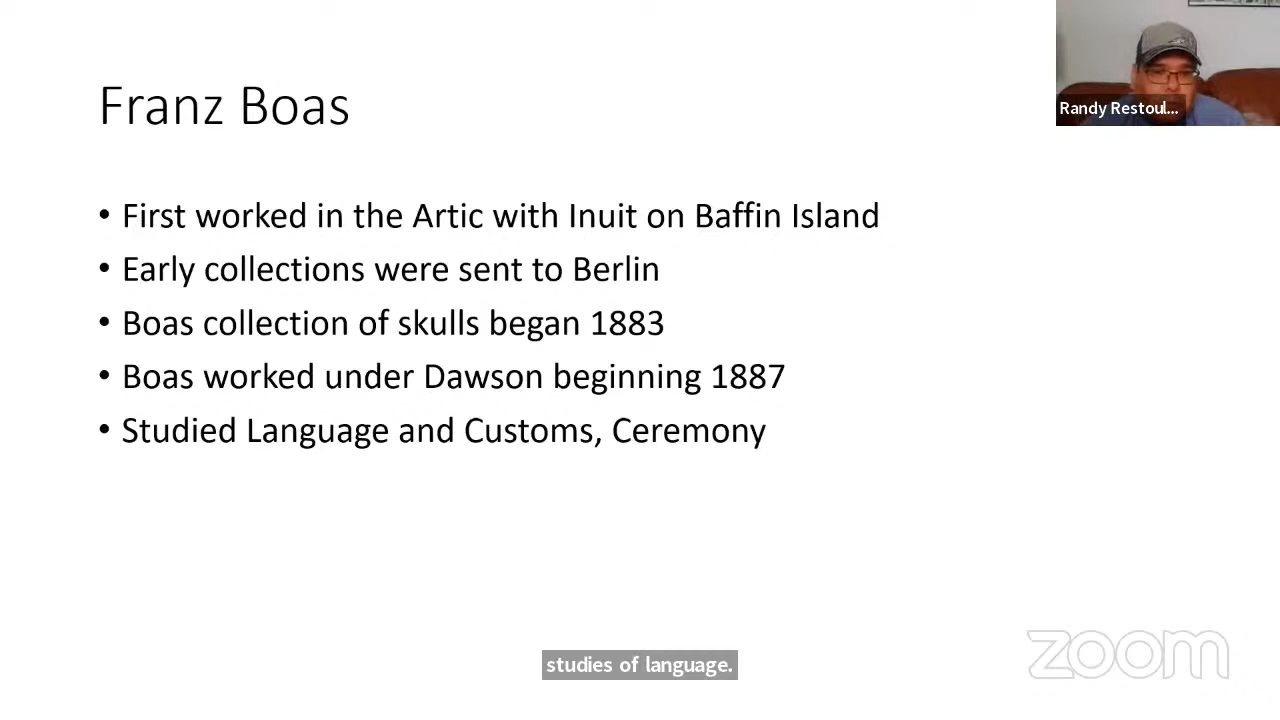 Franz Boas
Randy Restoul...
• First worked in the Artic with Inuit on Baffin Island
• Early collections were sent to Berlin
• Boas collection of skulls began 1883
• Boas worked under Dawson beginning 1887
• Studied Language and Customs, Ceremony
studies of language.
zoom